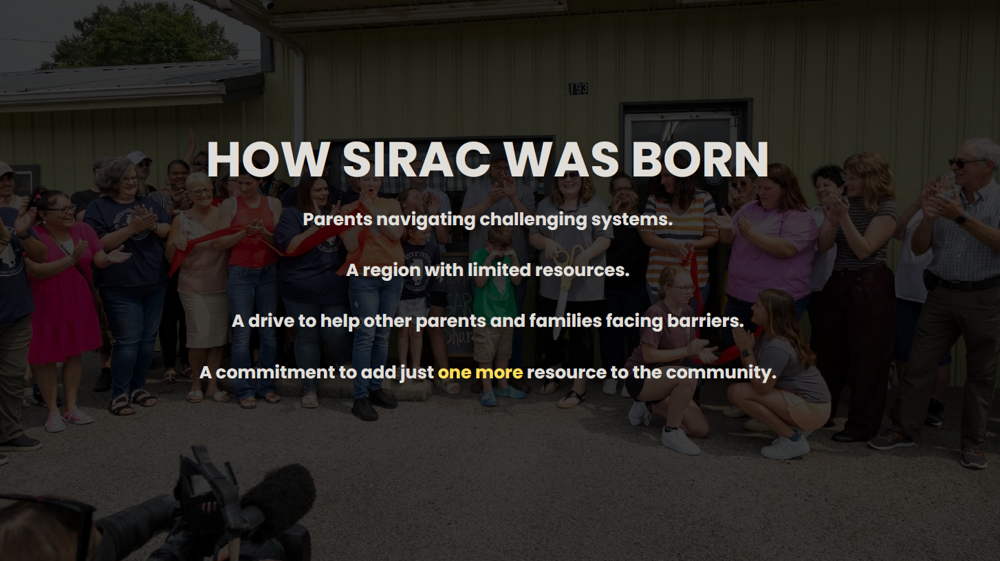 193
HOW SIRAC WAS BORN
Parents navigating challenging systems.
A region with limited resources.
A drive to help other parents and families facing barriers.
A commitment to add just one more resource to the community.